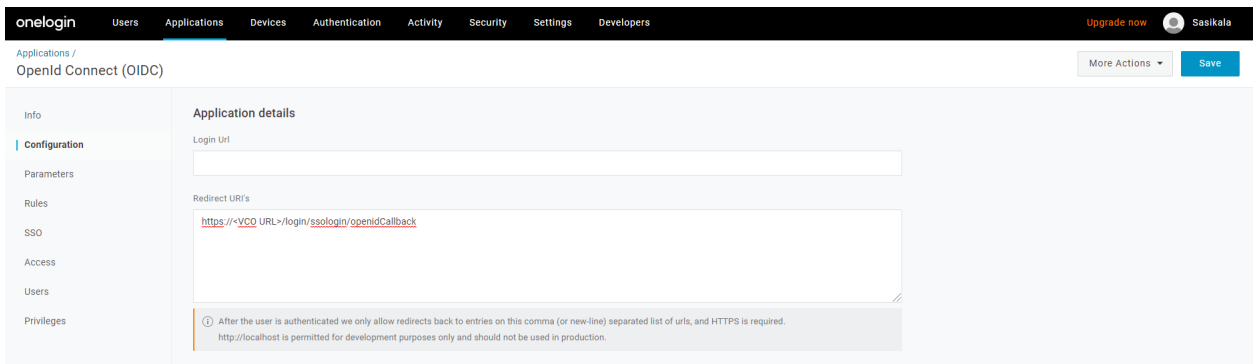 onelogin Users Applications Devices Authentication Activity Security Settings Developers Upgrade now Sasikala
Applications /
OpenId Connect (OIDC)
More Actions
Save
Info
Configuration
Parameters
Rules
SSO
Access
Users
Privileges
Application details
Login Url
Redirect URI's
https://<VCO URL>/login/ssologin/openidCallback
After the user is authenticated we only allow redirects back to entries on this comma (or new-line) separated list of urls, and HTTPS is required.
http://localhost is permitted for development purposes only and should not be used in production.